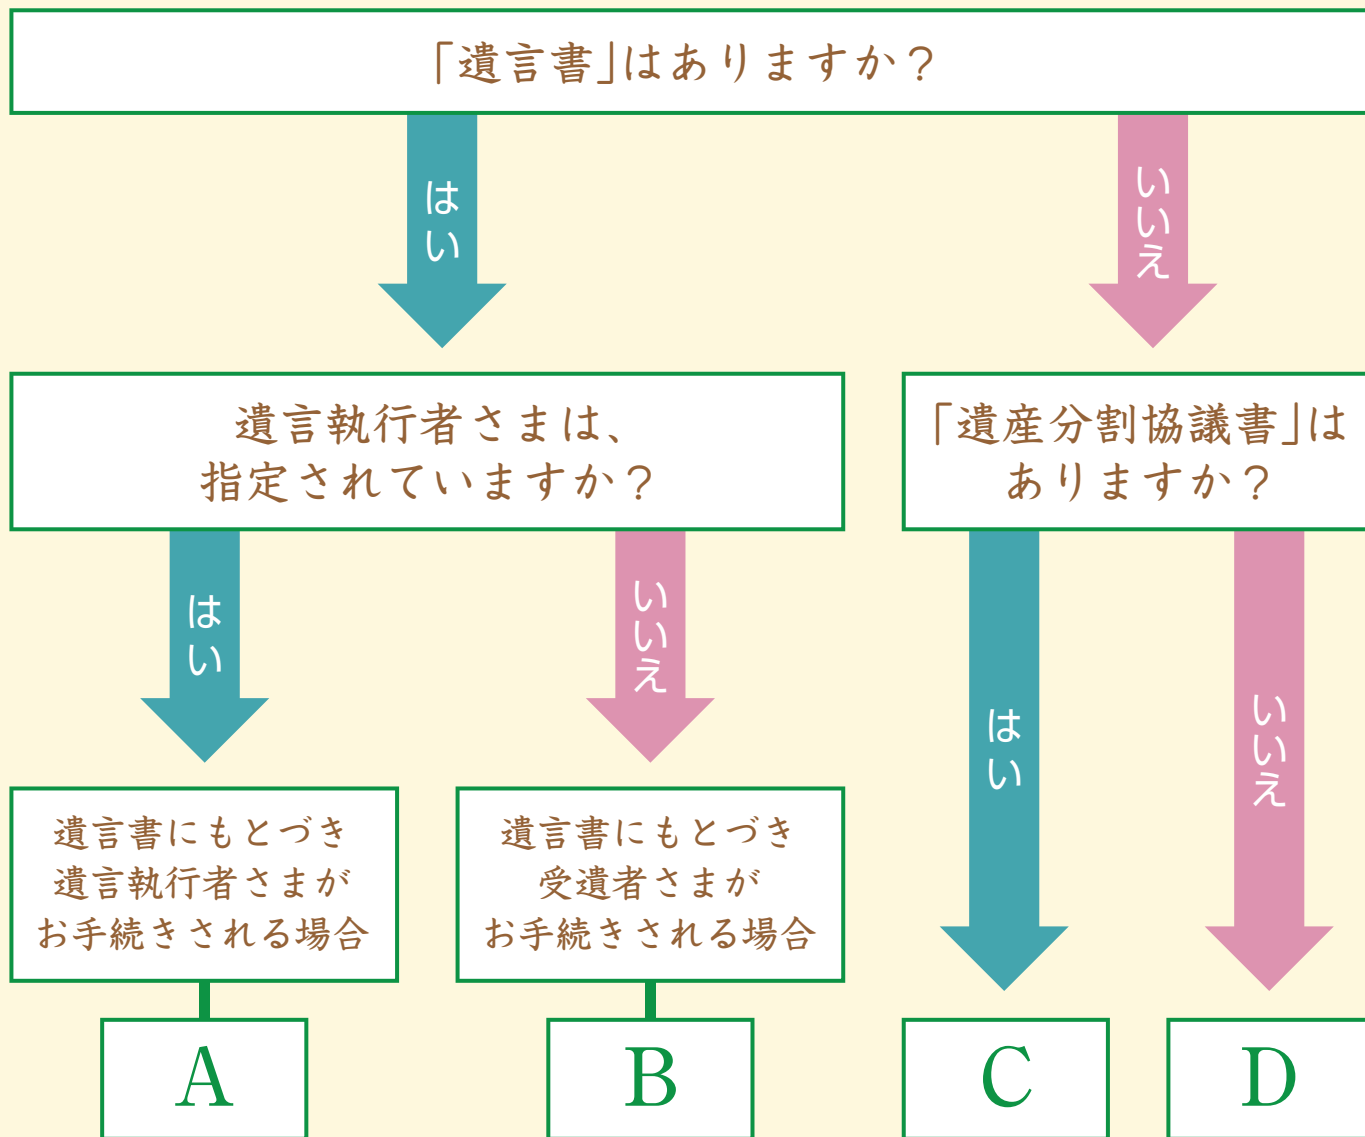 「遺言書」はありますか？
はい
いいえ
遺言執行者さまは、
指定されていますか？
「遺産分割協議書」は
ありますか？
はい
いいえ
はい
いいえ
遺言書にもとづき
遺言執行者さまが
お手続きされる場合
遺言書にもとづき
受遺者さまが
お手続きされる場合
A
B
C
D